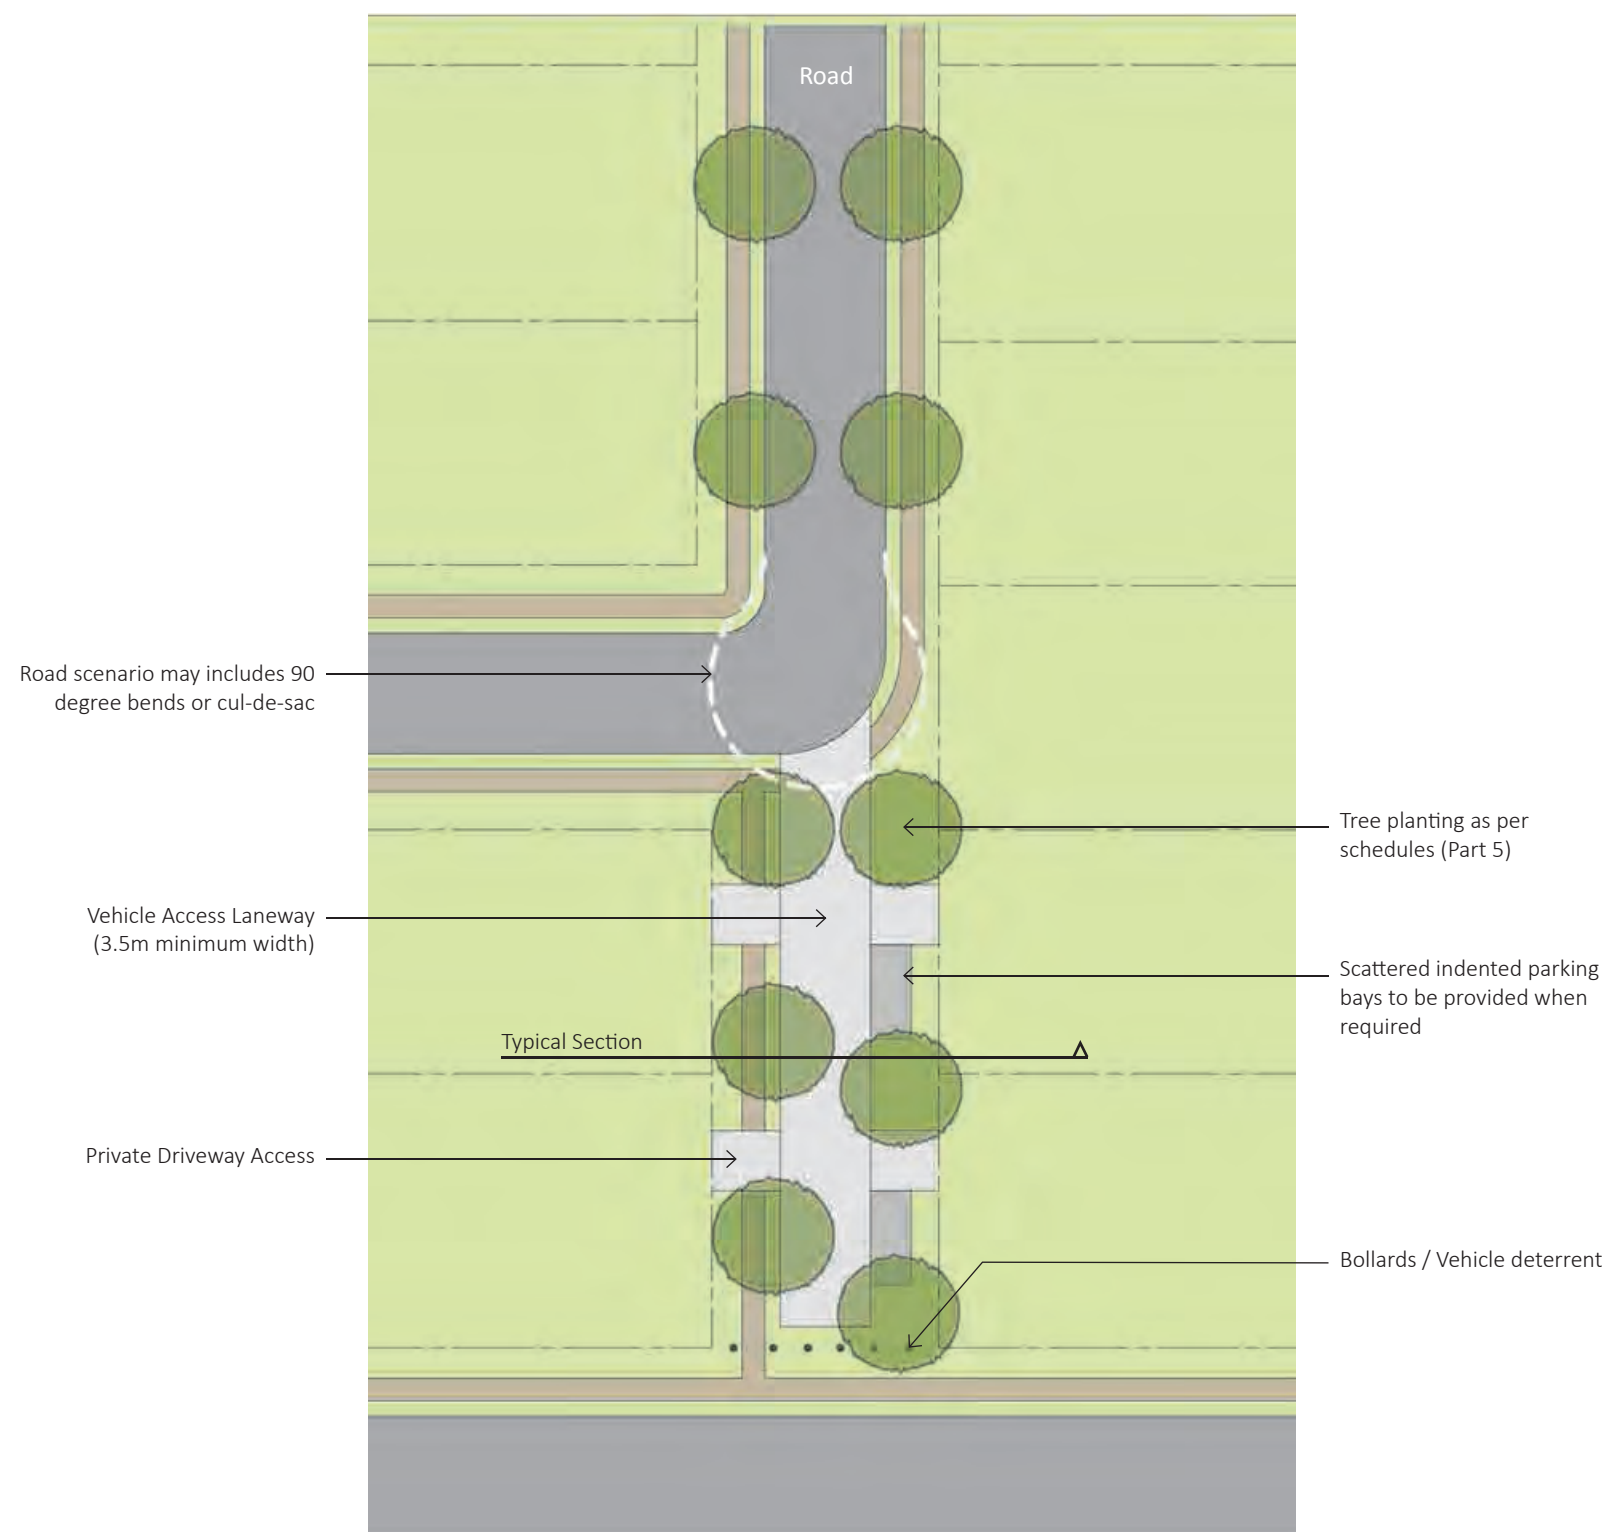 Road
Road scenario may includes 90
degree bends or cul-de-sac
Tree planting as per
schedules (Part 5)
Vehicle Access Laneway
(3.5m minimum width)
Scattered indented parking
bays to be provided when
required
Typical Section
Private Driveway Access
Bollards / Vehicle deterrent